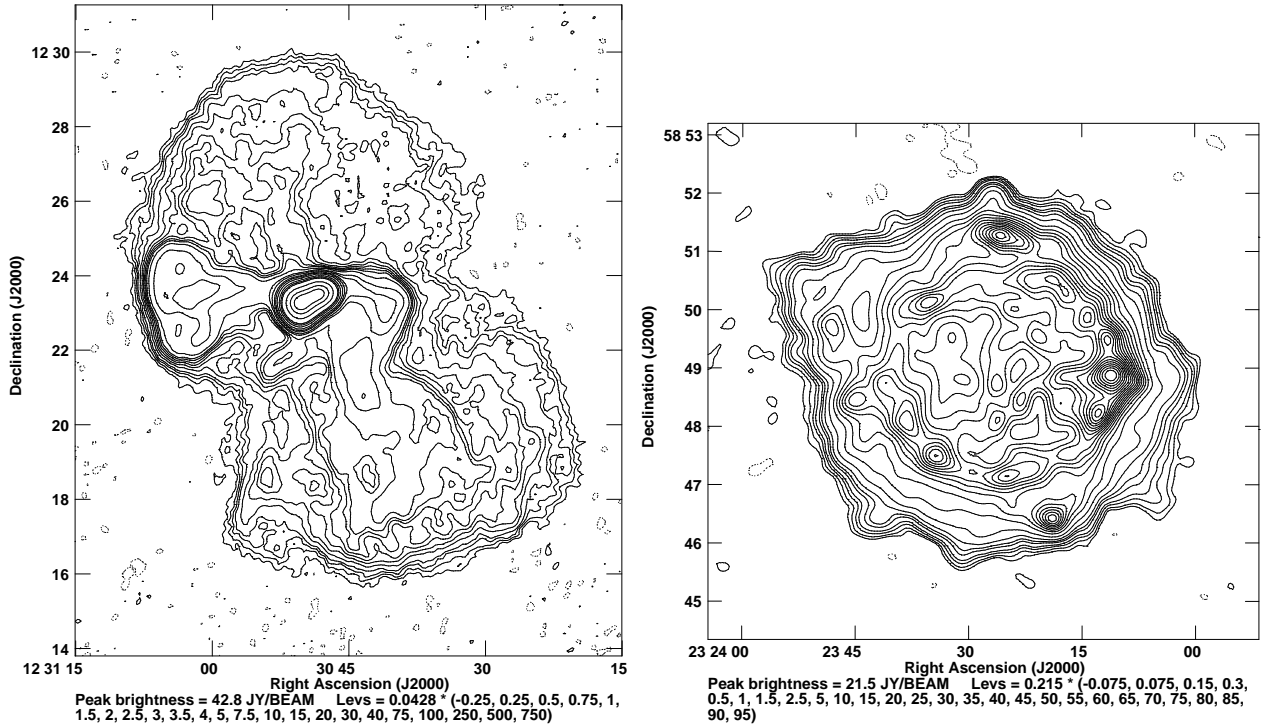 12 30
28
26
24
22
20
18
16
14
Declination (J2000)
12 31 15
00
30 45
30
15
Right Ascension (J2000)
Peak brightness = 42.8 JY/BEAM Levs = 0.0428 * (-0.25, 0.25, 0.5, 0.75, 1,
1.5, 2, 2.5, 3, 3.5, 4, 5, 7.5, 10, 15, 20, 30, 40, 75, 100, 250, 500, 750)
58 53
52
51
50
49
48
47
46
45
Declination (J2000)
23 24 00
23 45
30
15
00
Right Ascension (J2000)
Peak brightness = 21.5 JY/BEAM Levs = 0.215 * (-0.075, 0.075, 0.15, 0.3,
0.5, 1, 1.5, 2.5, 5, 10, 15, 20, 25, 30, 35, 40, 45, 50, 55, 60, 65, 70, 75, 80, 85,
90, 95)